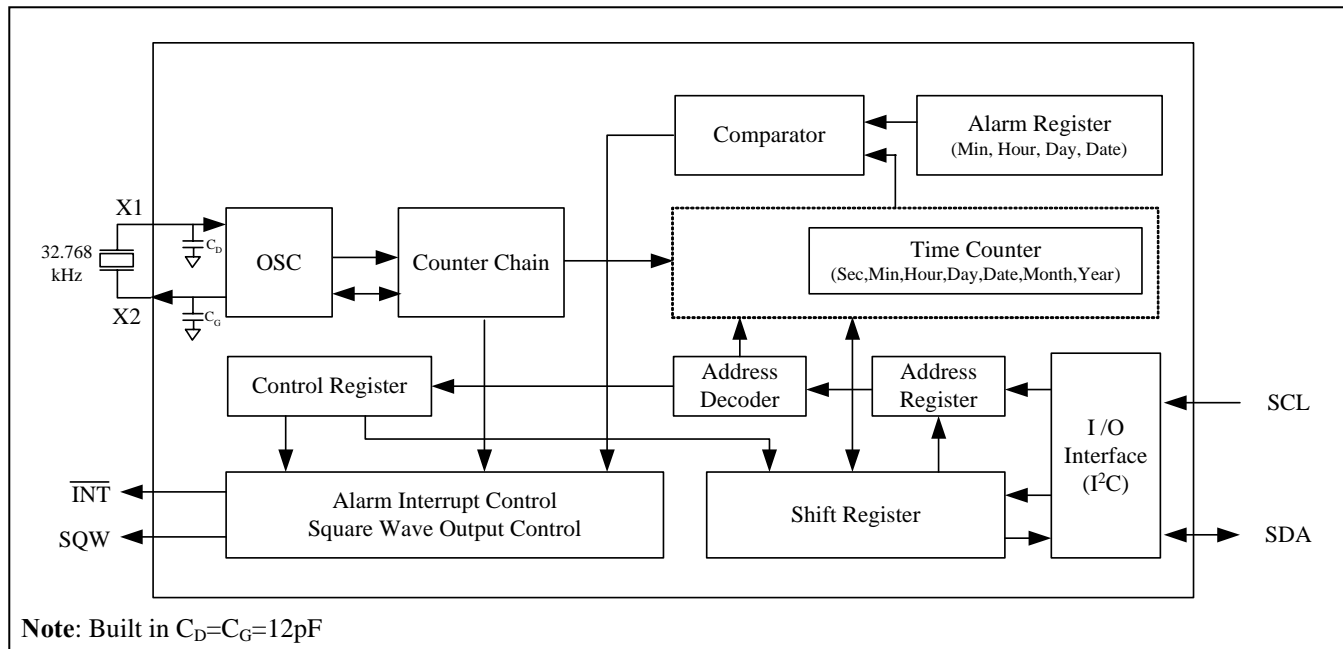 Comparator
Alarm Register
(Min, Hour, Day, Date)
X1
C_D
32.768
kHz
OSC
Counter Chain
Time Counter
(Sec,Min,Hour,Day,Date,Month,Year)
X2
C_G
Control Register
Address
Decoder
Address
Register
I /O
Interface
(I²C)
SCL
I̅N̅T̅
SQW
Alarm Interrupt Control
Square Wave Output Control
Shift Register
SDA
Note: Built in C_D=C_G=12pF